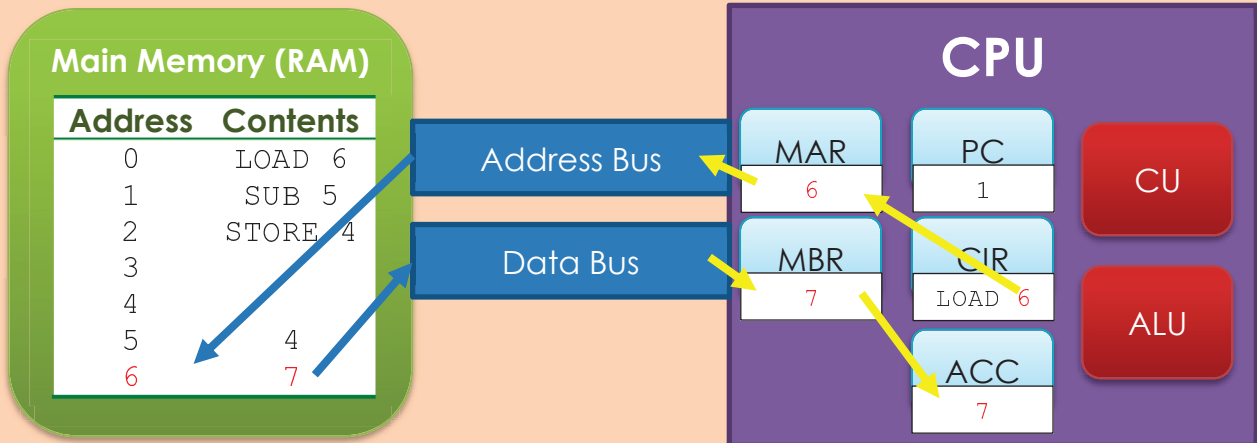 Main Memory (RAM)
Address Contents
0 LOAD 6
1 SUB 5
2 STORE 4
3
4
5 4
6 7
Address Bus
Data Bus
CPU
MAR
6
PC
1
MBR
7
CIR
LOAD 6
ACC
7
CU
ALU